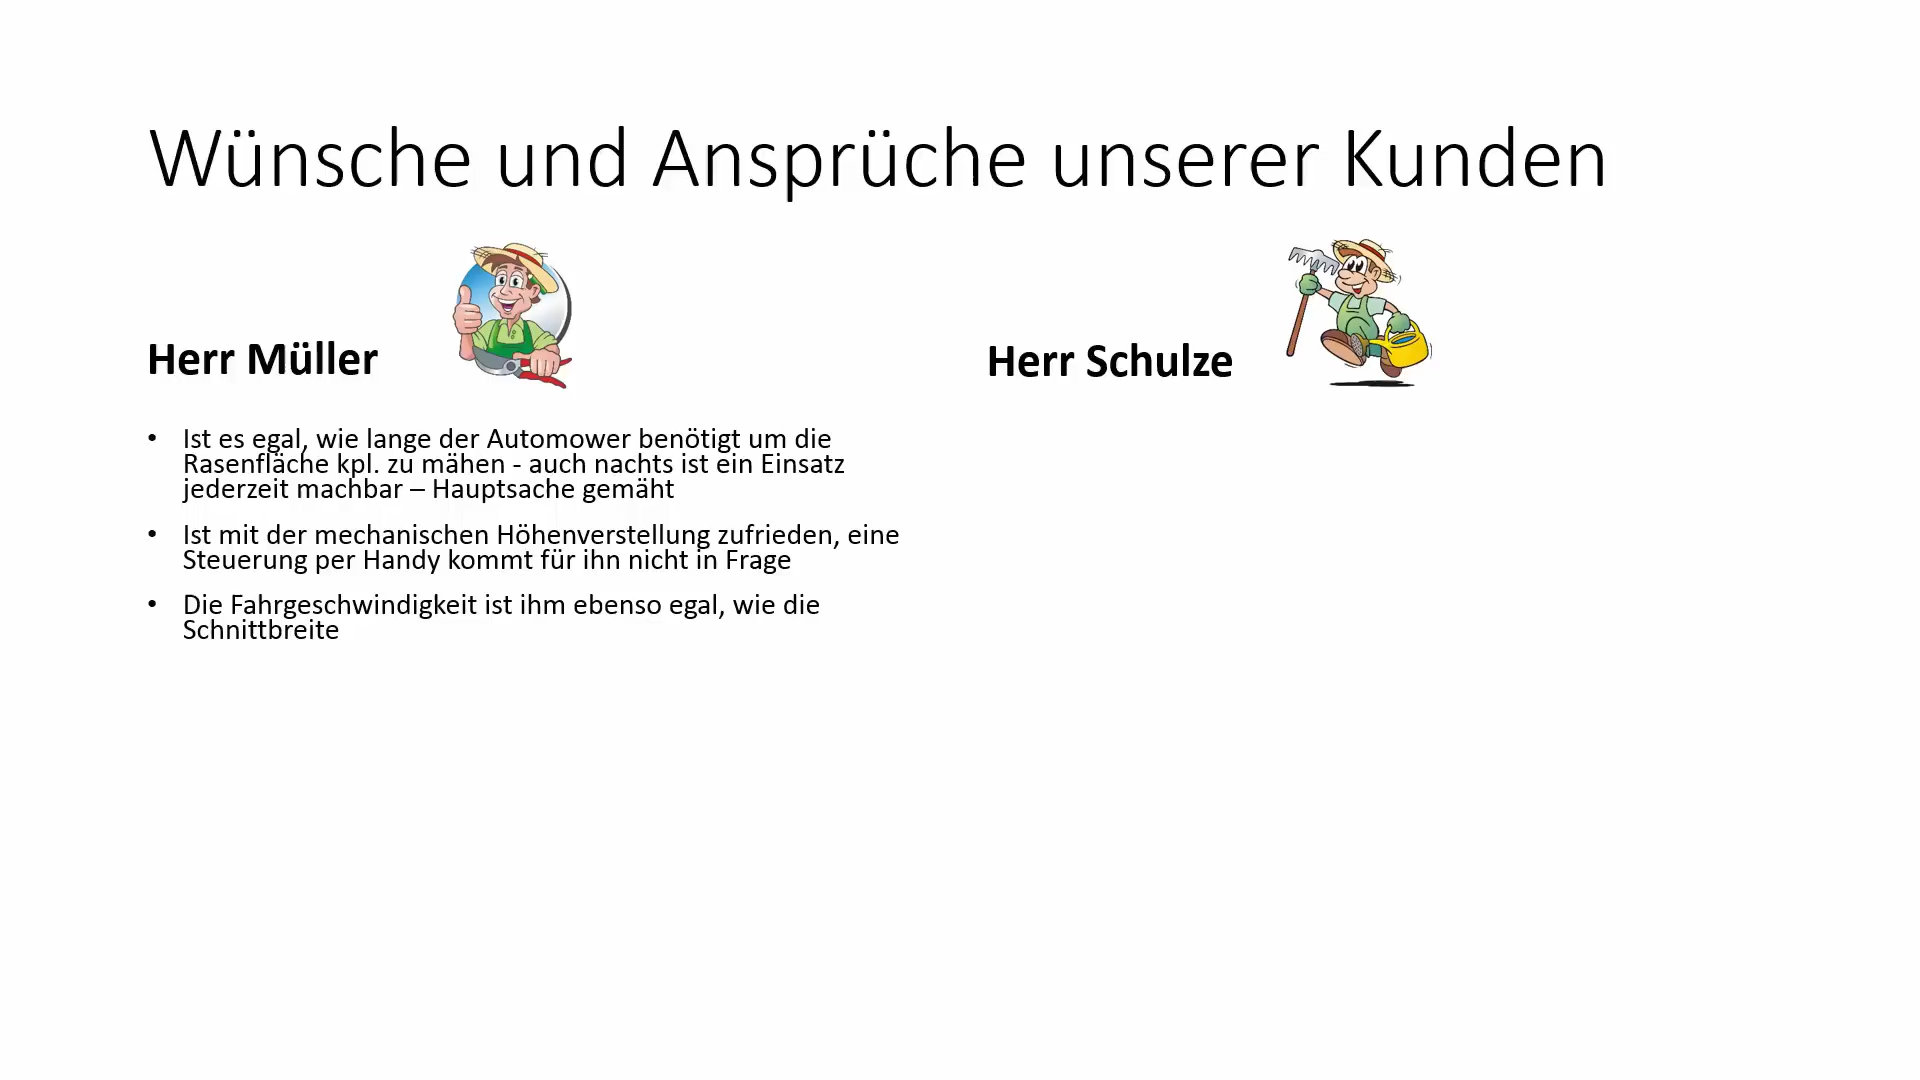 Wünsche und Ansprüche unserer Kunden
Herr Müller
• Ist es egal, wie lange der Automower benötigt um die
Rasenfläche kpl. zu mähen - auch nachts ist ein Einsatz
jederzeit machbar – Hauptsache gemäht
• Ist mit der mechanischen Höhenverstellung zufrieden, eine
Steuerung per Handy kommt für ihn nicht in Frage
• Die Fahrgeschwindigkeit ist ihm ebenso egal, wie die
Schnittbreite
Herr Schulze